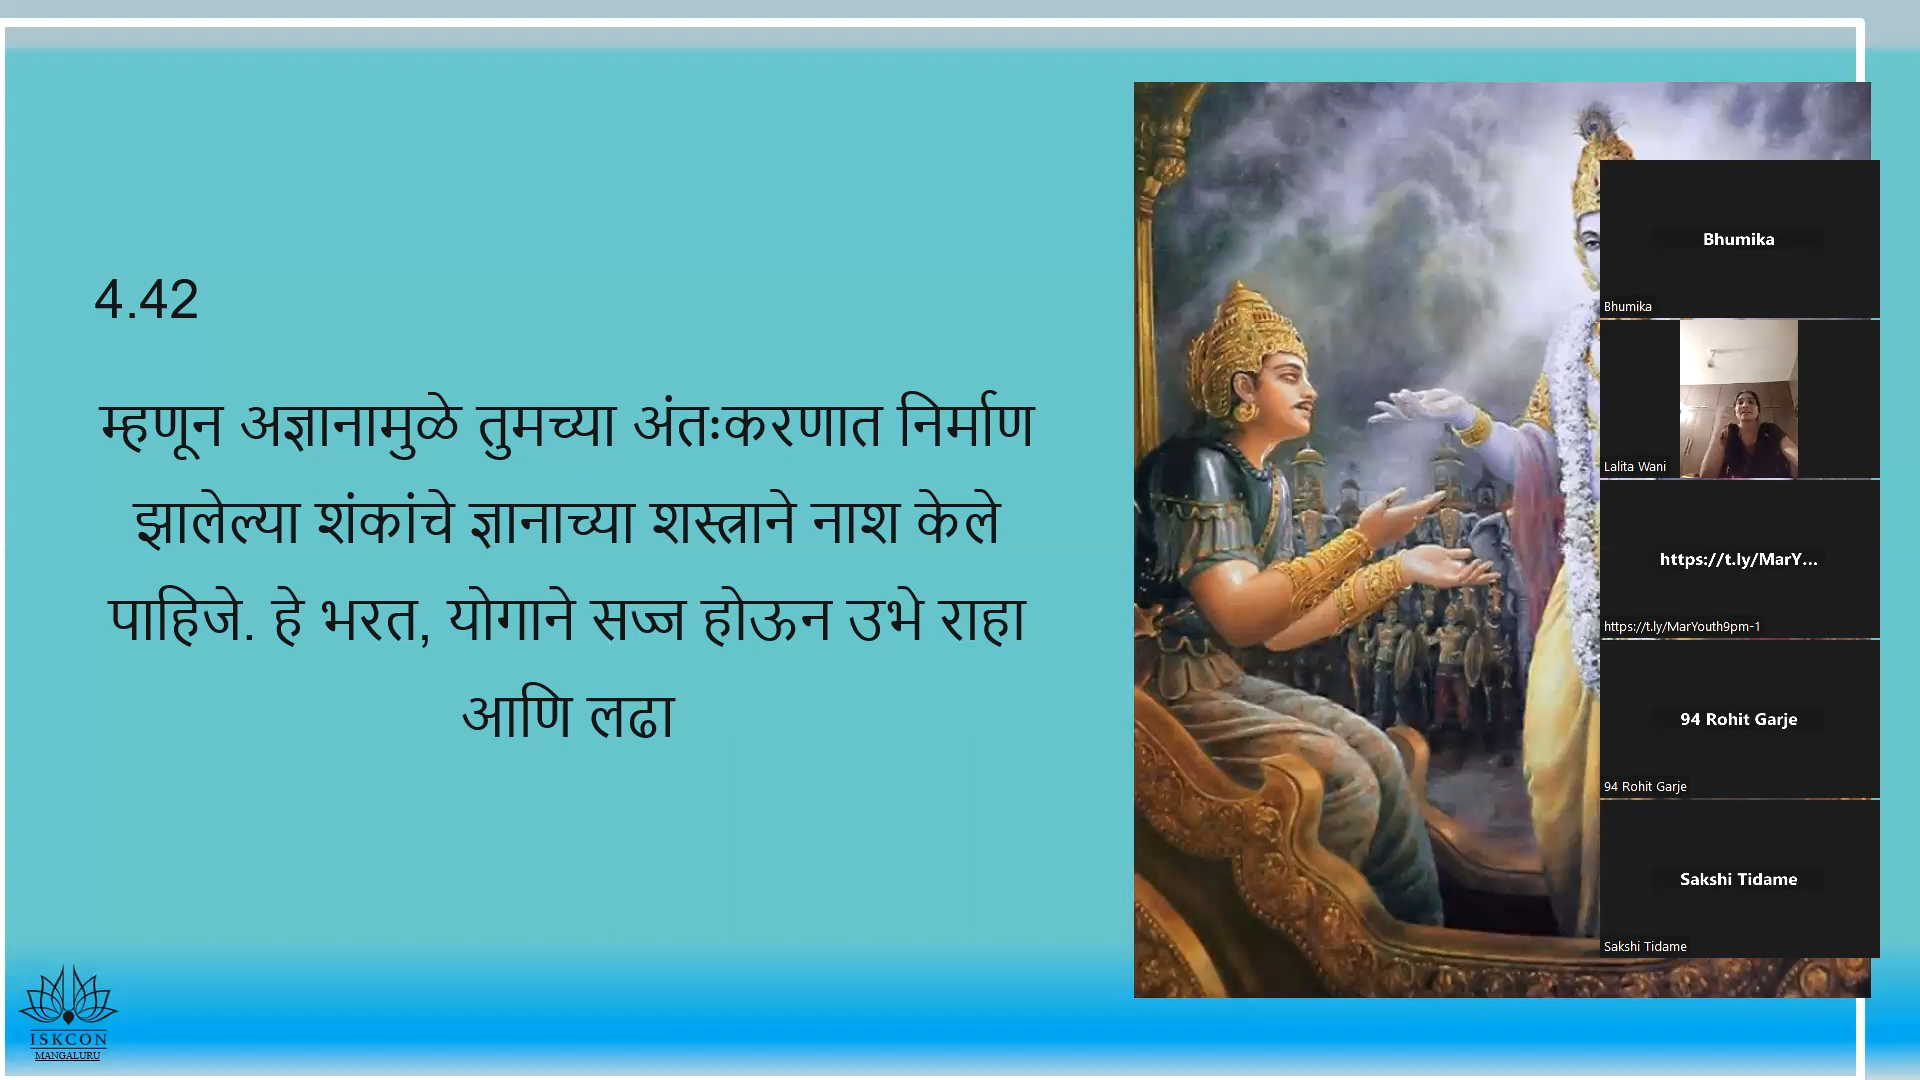 4.42
म्हणून अज्ञानामुळे तुमच्या अंतःकरणात निर्माण
झालेल्या शंकांचे ज्ञानाच्या शस्त्राने नाश केले
पाहिजे. हे भरत, योगाने सज्ज होऊन उभे राहा
आणि लढा
ISKCON
MANGALURU
Bhumika
Bhumika
Lalita Wani
https://t.ly/MarY...
https://t.ly/MarYouth9pm-1
94 Rohit Garje
94 Rohit Garje
Sakshi Tidame
Sakshi Tidame